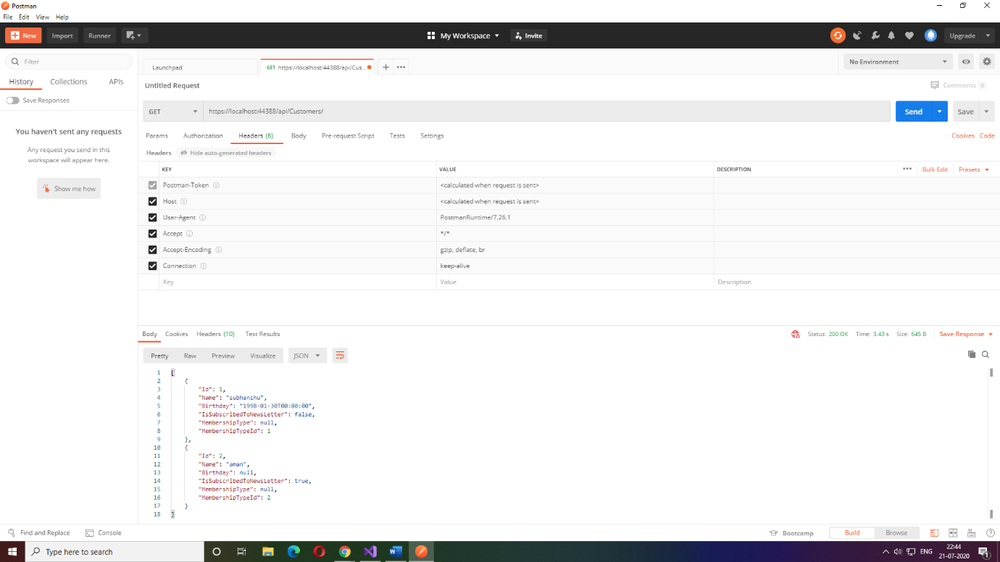 Postman
File Edit View Help
New Import Runner My Workspace Invite Upgrade
Filter
History Collections APIs
Save Responses
You haven't sent any requests
Any request you send in this
workspace will appear here.
Show me how
Launchpad GET https://localhost:44388/api/Cus... No Environment
Untitled Request Comments 0
GET https://localhost:44388/api/Customers/ Send Save
Params Authorization Headers (6) Body Pre-request Script Tests Settings Cookies Code
Headers Hide auto-generated headers
KEY VALUE DESCRIPTION Bulk Edit Presets
Postman-Token <calculated when request is sent>
Host <calculated when request is sent>
User-Agent PostmanRuntime/7.26.1
Accept */*
Accept-Encoding gzip, deflate, br
Connection keep-alive
Key Value Description
Body Cookies Headers (10) Test Results Status: 200 OK Time: 3.43 s Size: 645 B Save Response
Pretty Raw Preview Visualize JSON
1 [
2 {
3 "Id": 1,
4 "Name": "subhanshu",
5 "Birthday": "1998-01-30T00:00:00",
6 "IsSubscribedToNewsLetter": false,
7 "MembershipType": null,
8 "MembershipTypeId": 1
9 },
10 {
11 "Id": 2,
12 "Name": "aman",
13 "Birthday": null,
14 "IsSubscribedToNewsLetter": true,
15 "MembershipType": null,
16 "MembershipTypeId": 2
17 }
18 ]
Find and Replace Console Bootcamp Build Browse
Type here to search ENG 22:44
21-07-2020
1